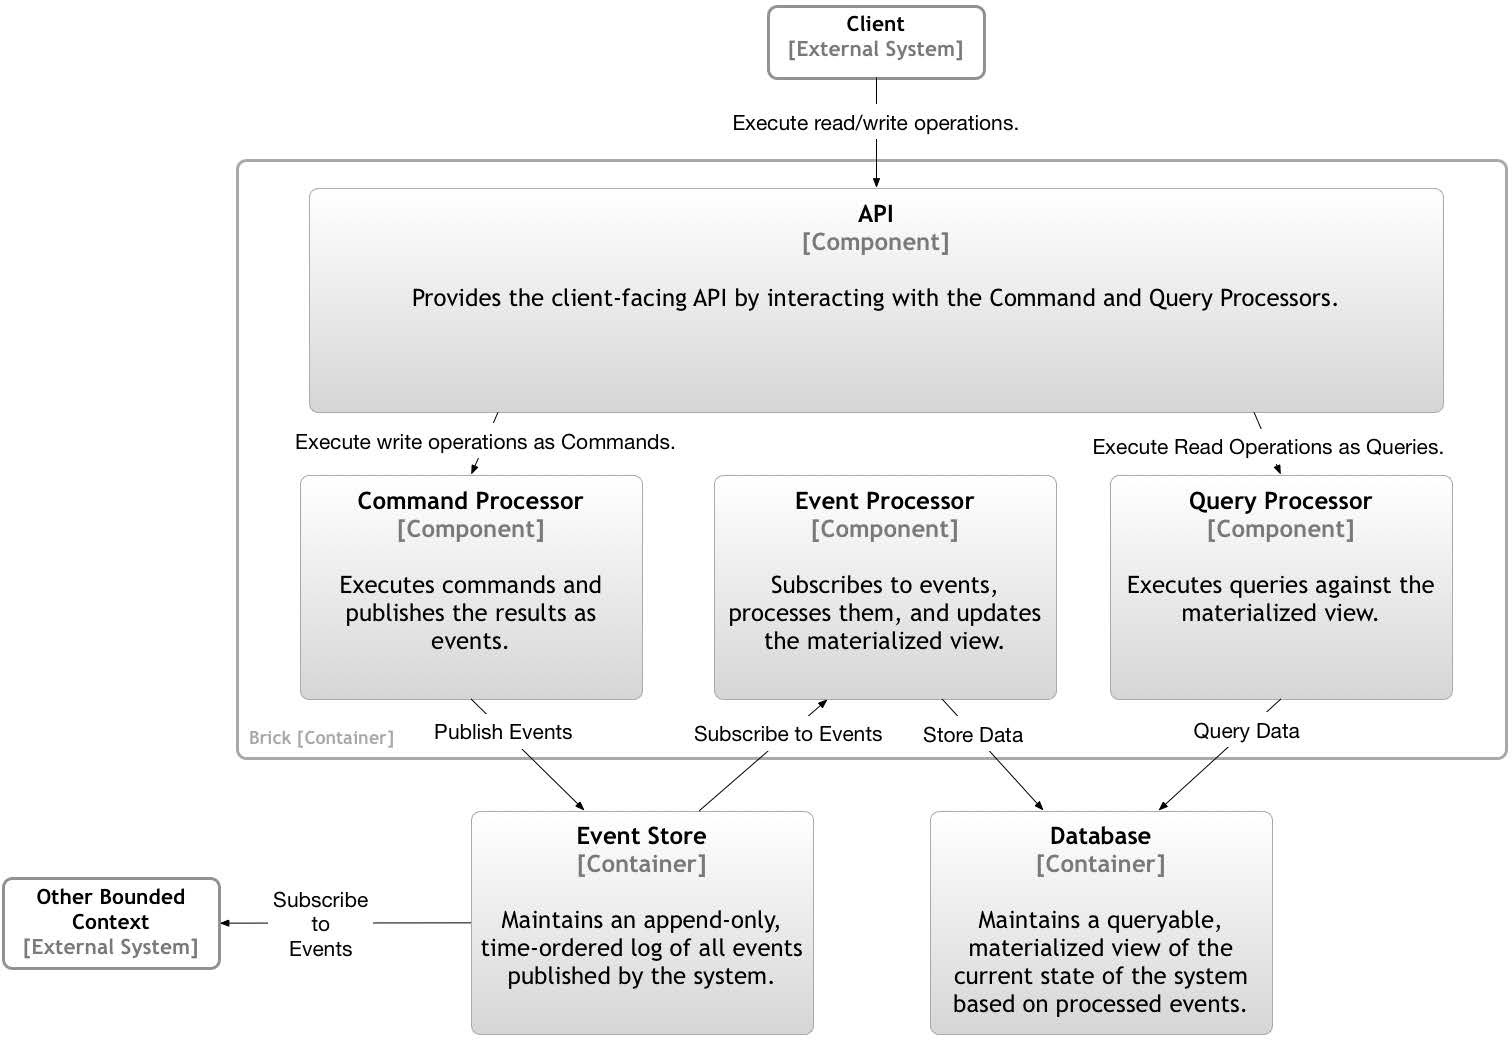 Client
[External System]
Execute read/write operations.
API
[Component]
Provides the client-facing API by interacting with the Command and Query Processors.
Execute write operations as Commands.
Execute Read Operations as Queries.
Command Processor
[Component]
Executes commands and
publishes the results as
events.
Event Processor
[Component]
Subscribes to events,
processes them, and updates
the materialized view.
Query Processor
[Component]
Executes queries against the
materialized view.
Publish Events
Subscribe to Events
Store Data
Query Data
Brick [Container]
Event Store
[Container]
Maintains an append-only,
time-ordered log of all events
published by the system.
Database
[Container]
Maintains a queryable,
materialized view of the
current state of the system
based on processed events.
Subscribe
to
Events
Other Bounded
Context
[External System]